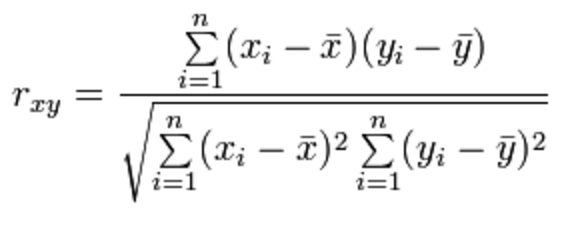 r_{xy} = \frac{\sum_{i=1}^{n}(x_i - \bar{x})(y_i - \bar{y})}{\sqrt{\sum_{i=1}^{n}(x_i - \bar{x})^2 \sum_{i=1}^{n}(y_i - \bar{y})^2}}